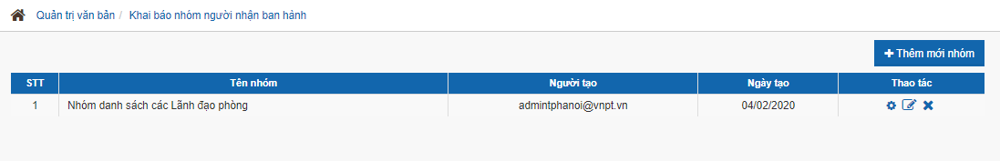 Quản trị văn bản / Khai báo nhóm người nhận ban hành
Thêm mới nhóm
STT Tên nhóm Người tạo Ngày tạo Thao tác
1 Nhóm danh sách các Lãnh đạo phòng admintphanoi@vnpt.vn 04/02/2020